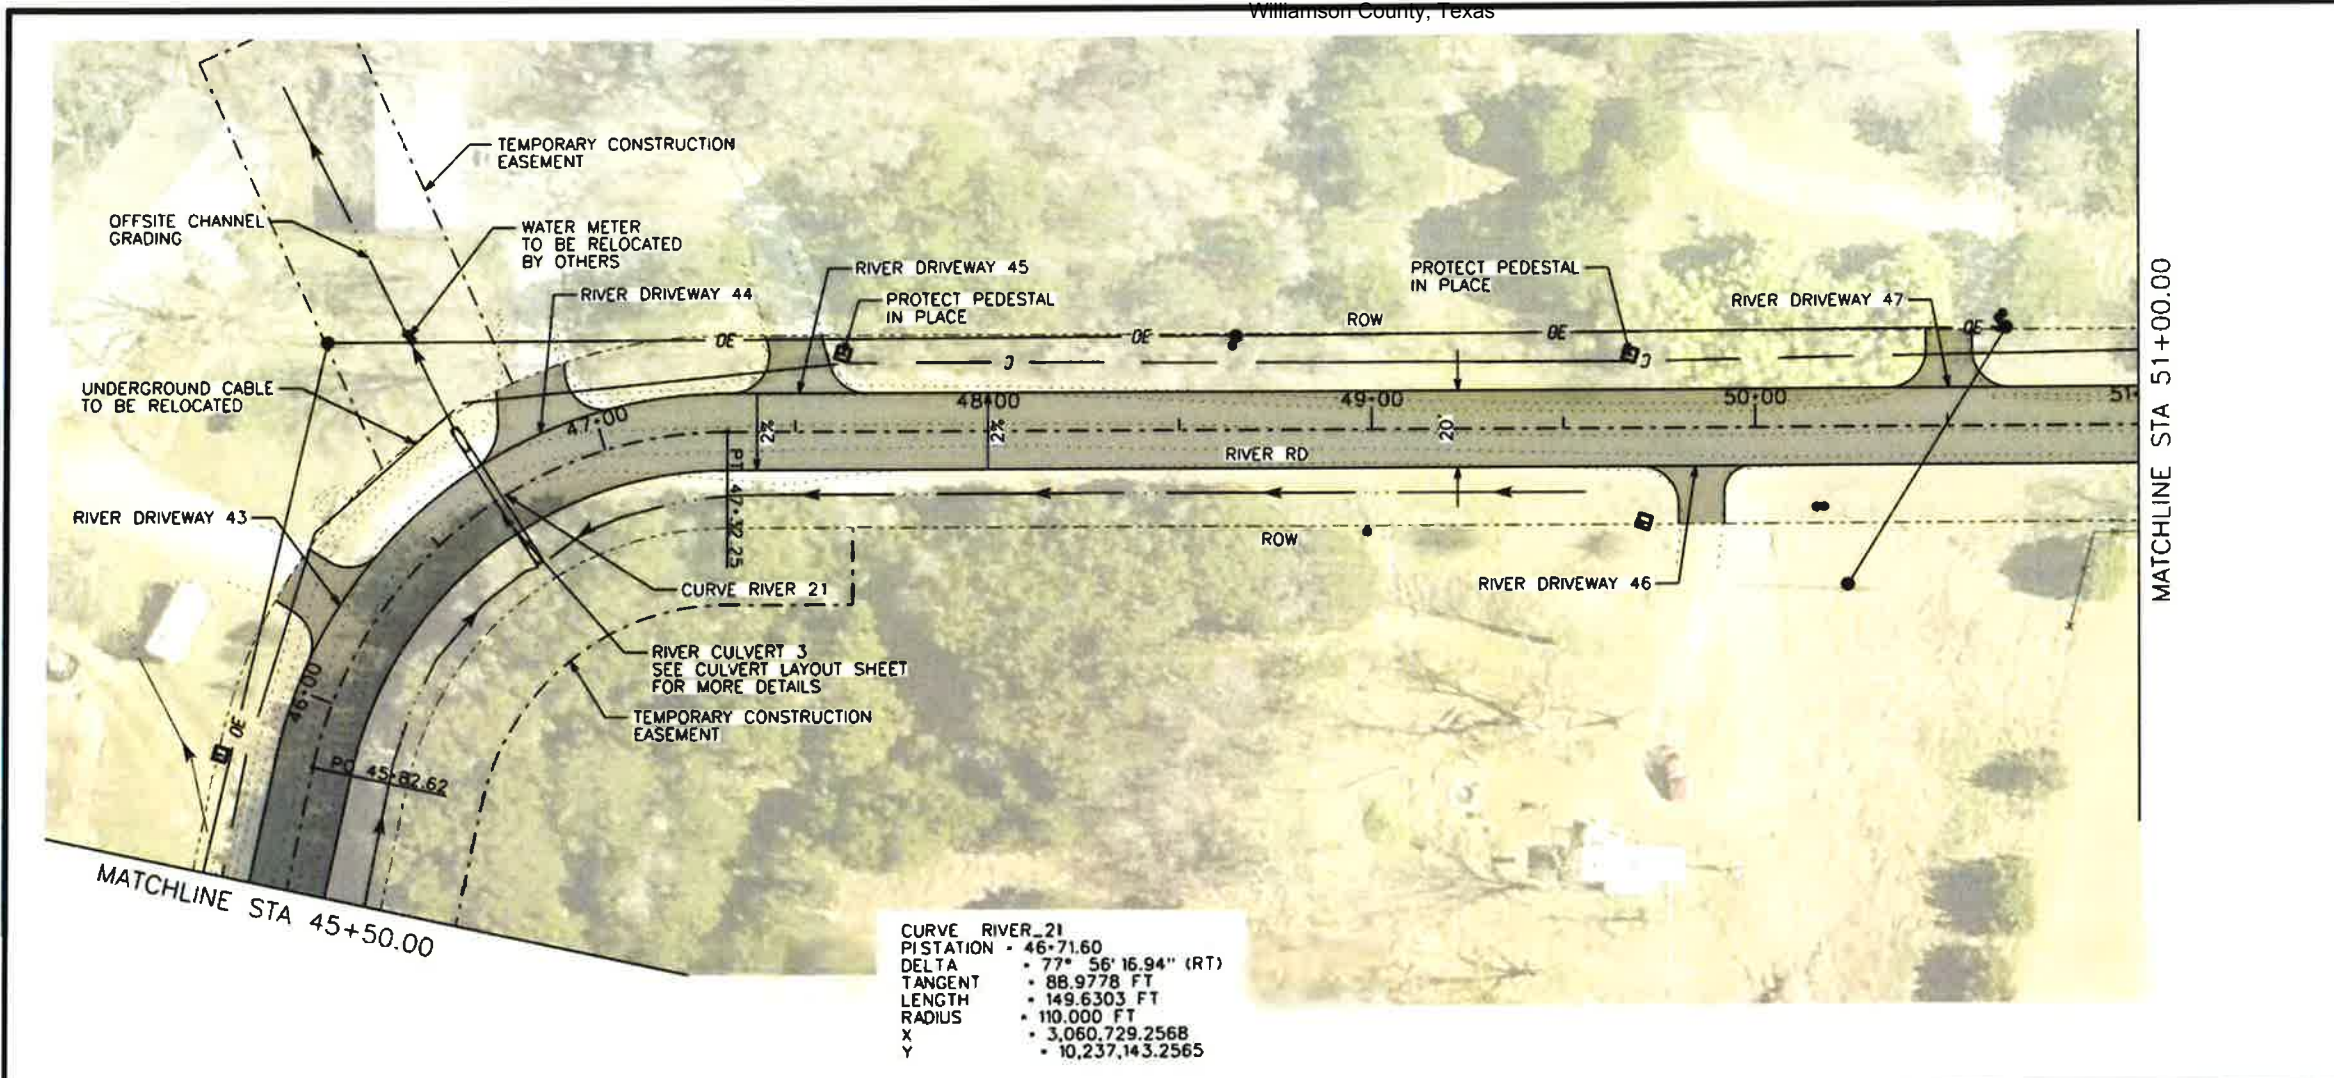 Williamson County, Texas
TEMPORARY CONSTRUCTION
EASEMENT
OFFSITE CHANNEL
GRADING
WATER METER
TO BE RELOCATED
BY OTHERS
RIVER DRIVEWAY 44
RIVER DRIVEWAY 45
PROTECT PEDESTAL
IN PLACE
PROTECT PEDESTAL
IN PLACE
RIVER DRIVEWAY 47
ROW
OE
OE
OE
OE
C
C
UNDERGROUND CABLE
TO BE RELOCATED
47+00
48+00
49+00
50+00
51+
2%
2%
20'
RIVER RD
PT 47+32.25
RIVER DRIVEWAY 43
ROW
CURVE RIVER 21
RIVER DRIVEWAY 46
RIVER CULVERT 3
SEE CULVERT LAYOUT SHEET
FOR MORE DETAILS
46+00
OE
TEMPORARY CONSTRUCTION
EASEMENT
PC 45+82.62
MATCHLINE STA 45+50.00
MATCHLINE STA 51+00.00
CURVE RIVER_21
PISTATION = 46+71.60
DELTA = 77° 56' 16.94" (RT)
TANGENT = 88.9778 FT
LENGTH = 149.6303 FT
RADIUS = 110.000 FT
X = 3,060,729.2568
Y = 10,237,143.2565